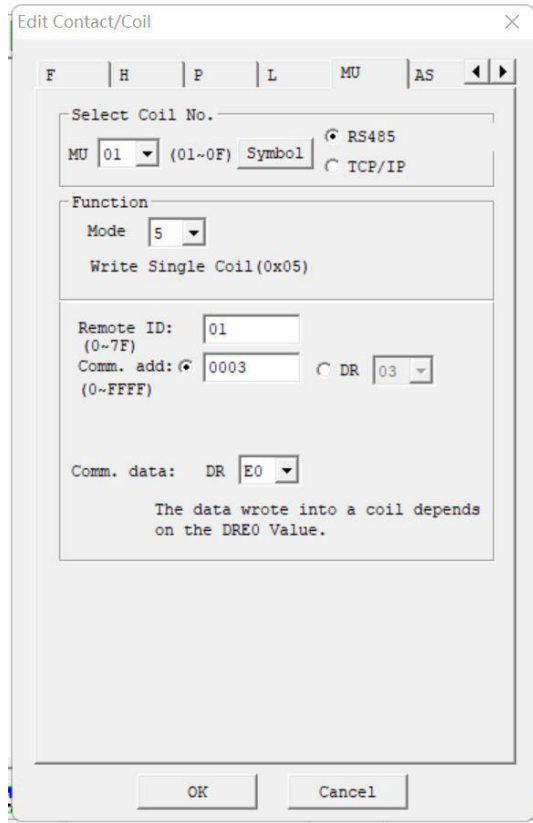 Edit Contact/Coil
F H P L MU AS
Select Coil No.
MU 01 (01~0F) Symbol
RS485
TCP/IP
Function
Mode 5
Write Single Coil(0x05)
Remote ID: 01
(0~7F)
Comm. add: 0003 DR 03
(0~FFFF)
Comm. data: DR E0
The data wrote into a coil depends
on the DRE0 Value.
OK Cancel